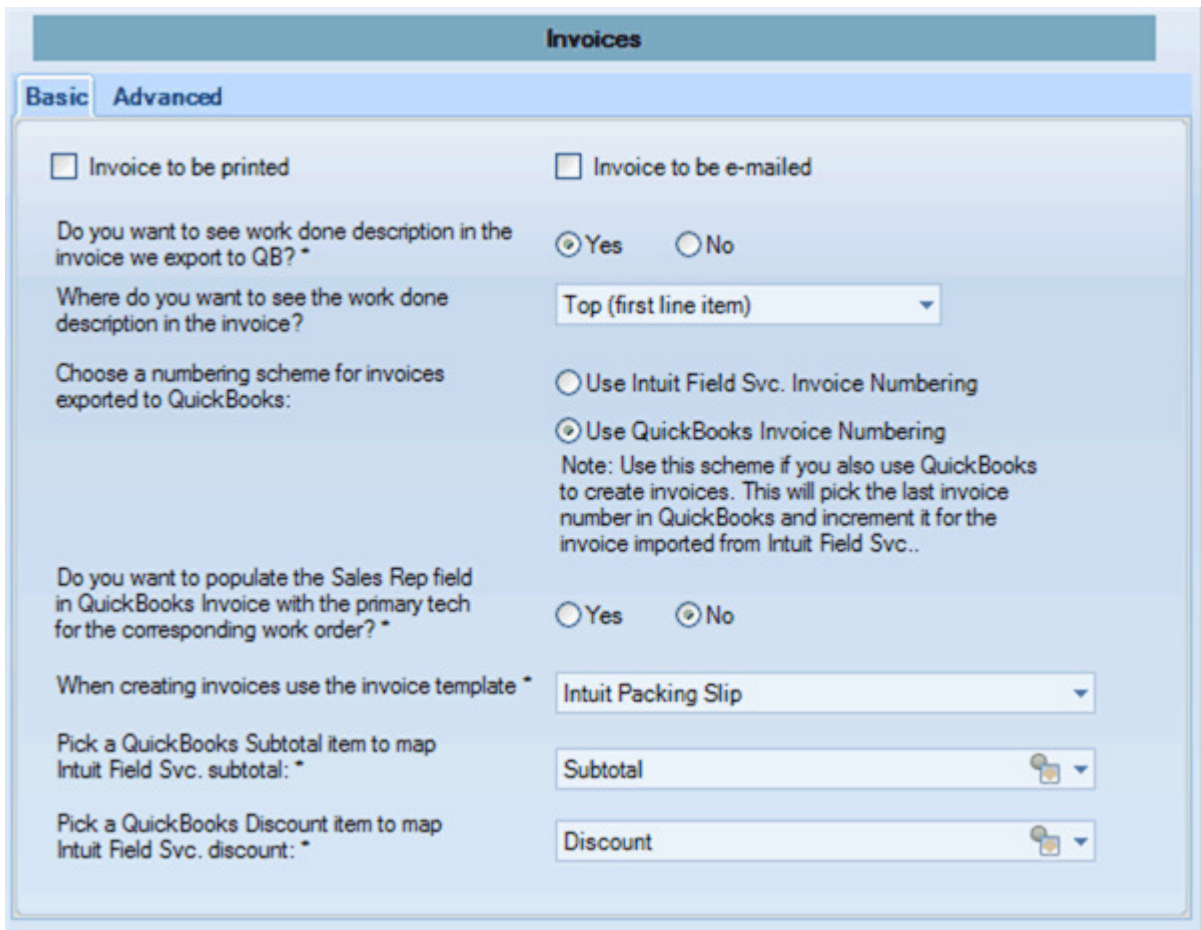 Invoices
Basic Advanced
Invoice to be printed Invoice to be e-mailed
Do you want to see work done description in the
invoice we export to QB? *
Yes No
Where do you want to see the work done
description in the invoice?
Top (first line item)
Choose a numbering scheme for invoices
exported to QuickBooks:
Use Intuit Field Svc. Invoice Numbering
Use QuickBooks Invoice Numbering
Note: Use this scheme if you also use QuickBooks
to create invoices. This will pick the last invoice
number in QuickBooks and increment it for the
invoice imported from Intuit Field Svc..
Do you want to populate the Sales Rep field
in QuickBooks Invoice with the primary tech
for the corresponding work order? *
Yes No
When creating invoices use the invoice template *
Intuit Packing Slip
Pick a QuickBooks Subtotal item to map
Intuit Field Svc. subtotal: *
Subtotal
Pick a QuickBooks Discount item to map
Intuit Field Svc. discount: *
Discount